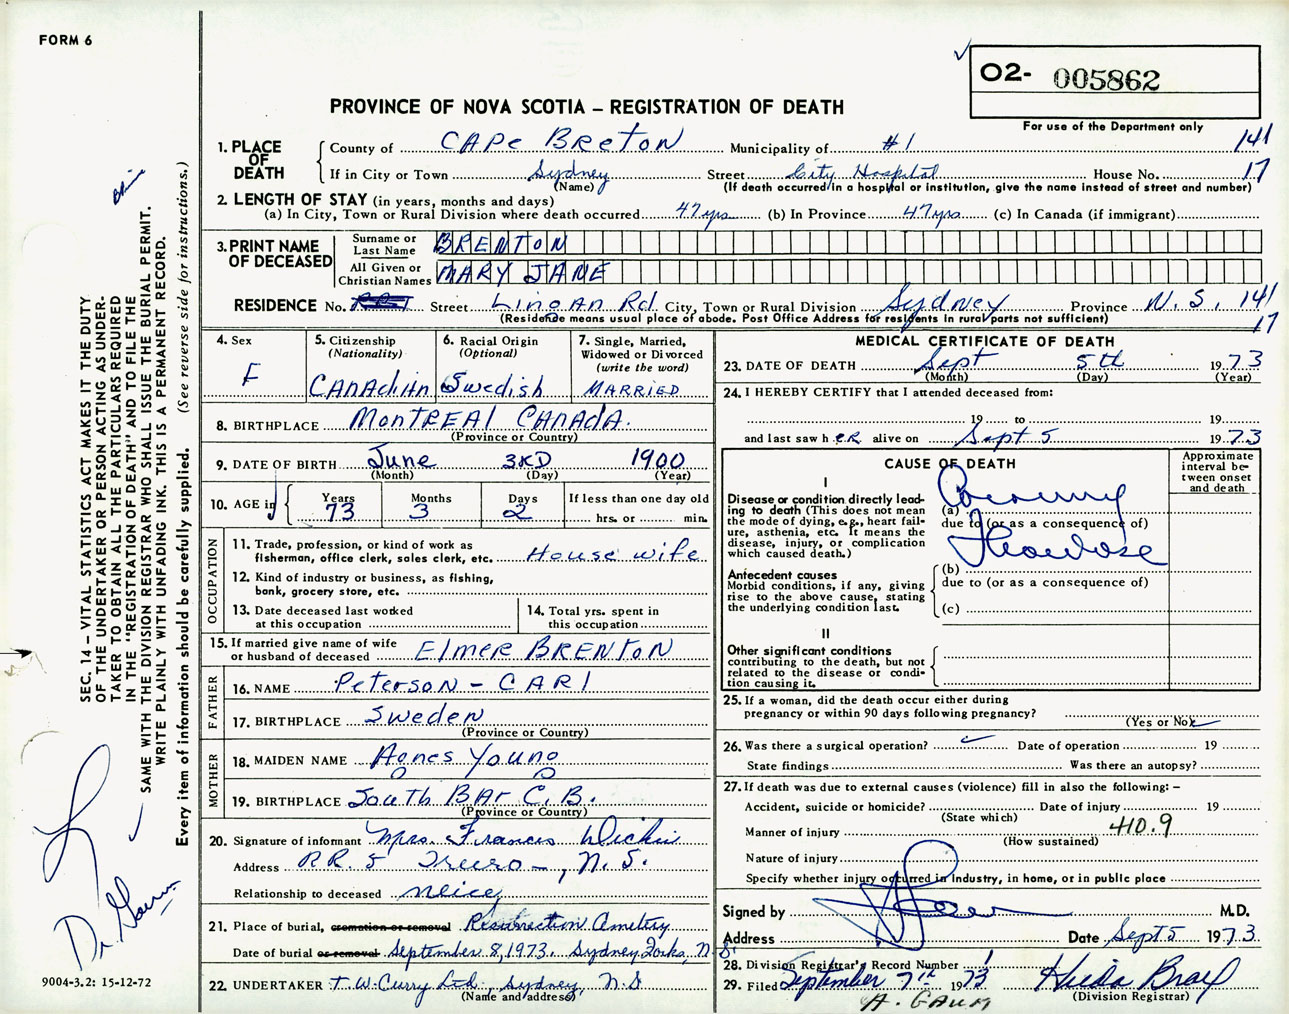 FORM 6
O2- 005862
For use of the Department only
PROVINCE OF NOVA SCOTIA – REGISTRATION OF DEATH
SEC. 14 – VITAL STATISTICS ACT MAKES IT THE DUTY
OF THE UNDERTAKER OR PERSON ACTING AS UNDER-
TAKER TO OBTAIN ALL THE PARTICULARS REQUIRED
IN THE "REGISTRATION OF DEATH" AND TO FILE THE
SAME WITH THE DIVISION REGISTRAR WHO SHALL ISSUE THE BURIAL PERMIT.
WRITE PLAINLY WITH UNFADING INK. THIS IS A PERMANENT RECORD.
Every item of information should be carefully supplied. (See reverse side for instructions.)
1. PLACE OF DEATH County of CAPE BRETON Municipality of #1 141
If in City or Town Sydney Street City Hospital House No. 17
(Name) (If death occurred in a hospital or institution, give the name instead of street and number)
2. LENGTH OF STAY (in years, months and days)
(a) In City, Town or Rural Division where death occurred 47 yrs (b) In Province 47 yrs (c) In Canada (if immigrant)
3. PRINT NAME OF DECEASED Surname or Last Name BRENTON
All Given or Christian Names MARY JANE
RESIDENCE No. Street Lingan Rd City, Town or Rural Division Sydney Province N.S. 141
(Residence means usual place of abode. Post Office Address for residents in rural parts not sufficient) 17
4. Sex F
5. Citizenship (Nationality) CANADIAN
6. Racial Origin (Optional) Swedish
7. Single, Married, Widowed or Divorced (write the word) MARRIED
8. BIRTHPLACE MONTREAL CANADA.
(Province or Country)
9. DATE OF BIRTH June 3RD 1900
(Month) (Day) (Year)
10. AGE in Years 73 Months 3 Days 2 If less than one day old hrs. or min.
OCCUPATION
11. Trade, profession, or kind of work as fisherman, office clerk, sales clerk, etc. House wife
12. Kind of industry or business, as fishing, bank, grocery store, etc.
13. Date deceased last worked at this occupation
14. Total yrs. spent in this occupation
15. If married give name of wife or husband of deceased ELMER BRENTON
FATHER
16. NAME Peterson – CARL
17. BIRTHPLACE Sweden
(Province or Country)
MOTHER
18. MAIDEN NAME Agnes Young
19. BIRTHPLACE South BAR C.B.
(Province or Country)
20. Signature of informant Mrs. Frances Dickie
Address RR. 5 Truro –, N.S.
Relationship to deceased Neice
21. Place of burial, cremation or removal Resurrection Cemetery
Date of burial or removal September 8, 1973. Sydney Forks, N.S.
22. UNDERTAKER T.W. Curry Ltd., Sydney, N.S
(Name and address)
9004-3.2: 15-12-72
MEDICAL CERTIFICATE OF DEATH
23. DATE OF DEATH Sept 5th 1973
(Month) (Day) (Year)
24. I HEREBY CERTIFY that I attended deceased from:
19 to 19
and last saw her alive on Sept 5 1973
CAUSE OF DEATH
Approximate interval between onset and death
I
Disease or condition directly leading to death (This does not mean the mode of dying, e.g., heart failure, asthenia, etc. It means the disease, injury, or complication which caused death.)
(a) Coronary
due to (or as a consequence of)
Thrombose
Antecedent causes
Morbid conditions, if any, giving rise to the above cause, stating the underlying condition last.
(b)
due to (or as a consequence of)
(c)
II
Other significant conditions contributing to the death, but not related to the disease or condition causing it.
25. If a woman, did the death occur either during pregnancy or within 90 days following pregnancy?
(Yes or No)
26. Was there a surgical operation? Date of operation 19
State findings Was there an autopsy?
27. If death was due to external causes (violence) fill in also the following: –
Accident, suicide or homicide? Date of injury 19
(State which)
Manner of injury 410.9
(How sustained)
Nature of injury
Specify whether injury occurred in industry, in home, or in public place
Signed by M.D.
Address Date Sept 5 1973
28. Division Registrar's Record Number
29. Filed September 7th 1973
(Division Registrar)
A. GAUM